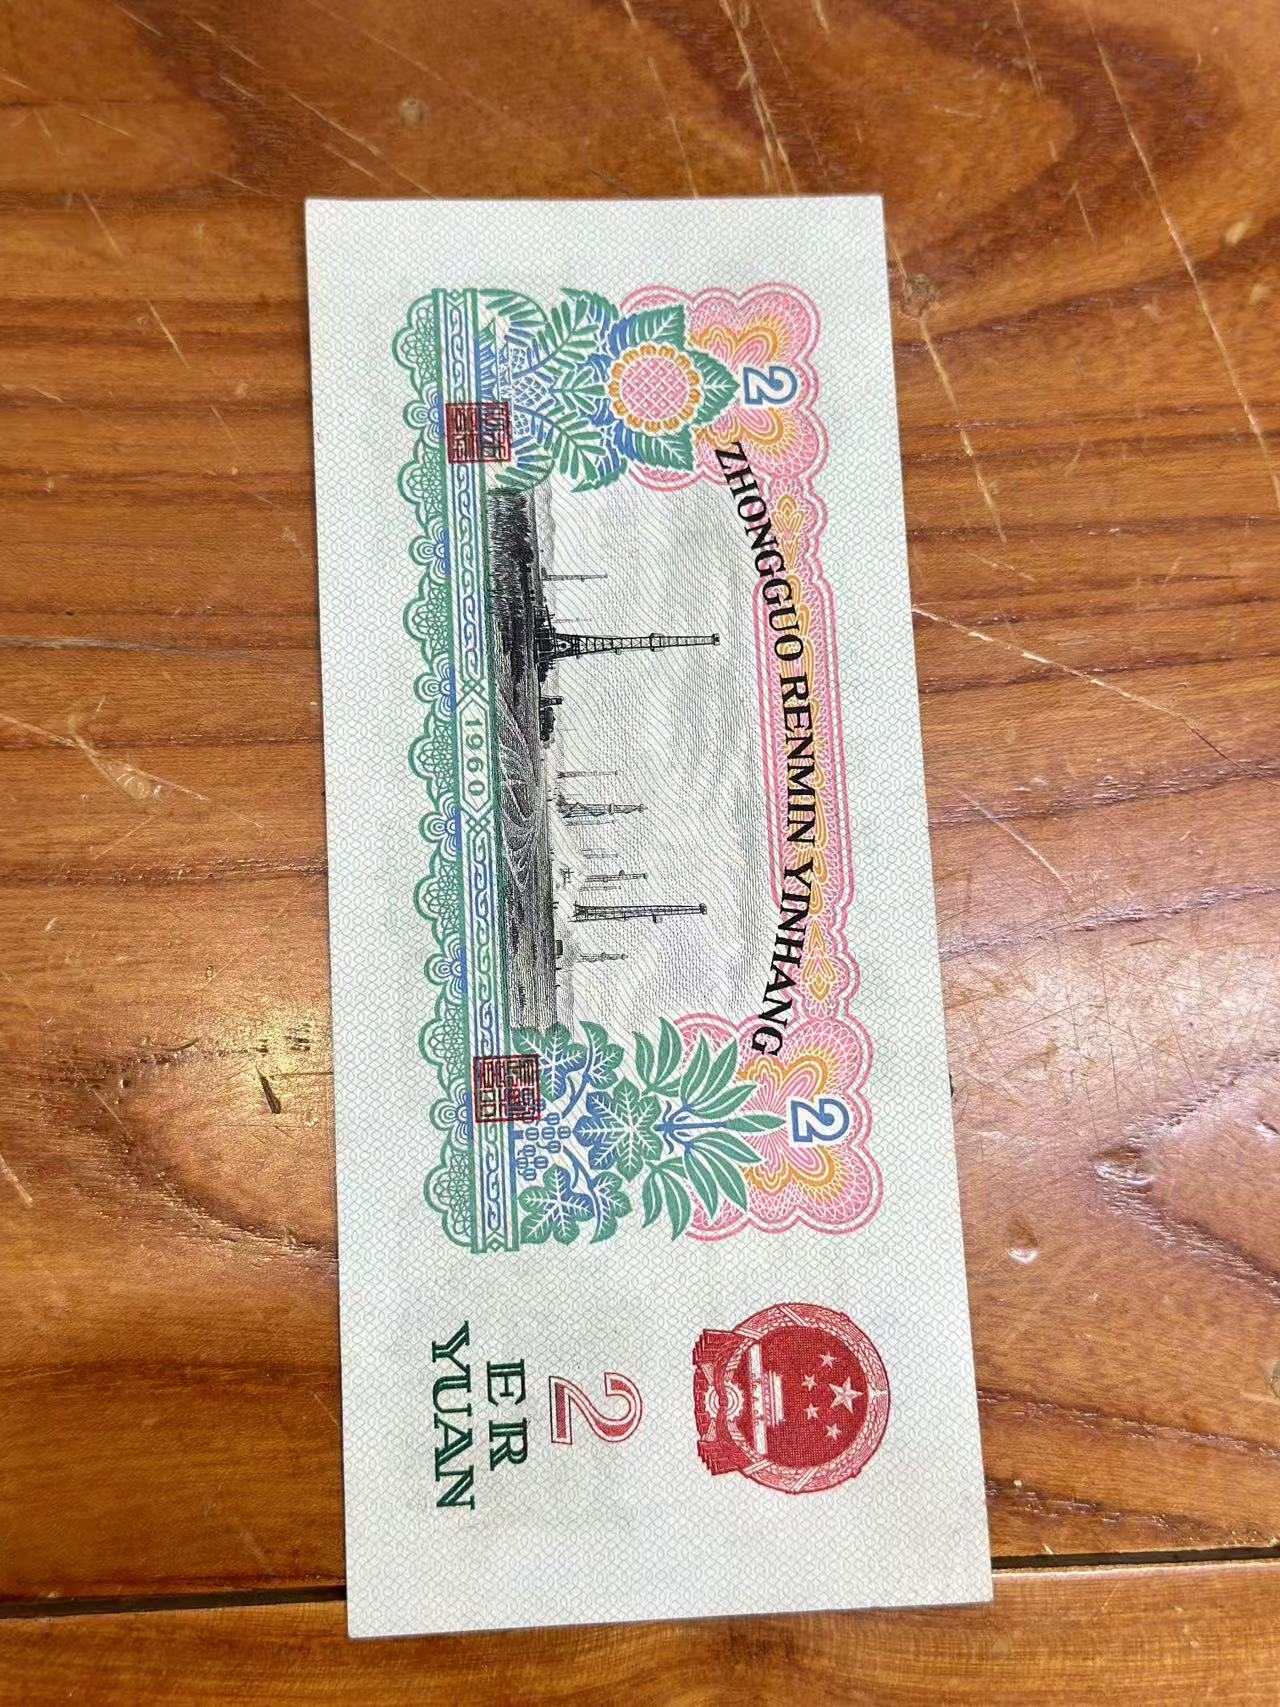 ZHONGGUO RENMIN YINHANG
2
2
1960
2
ER
YUAN